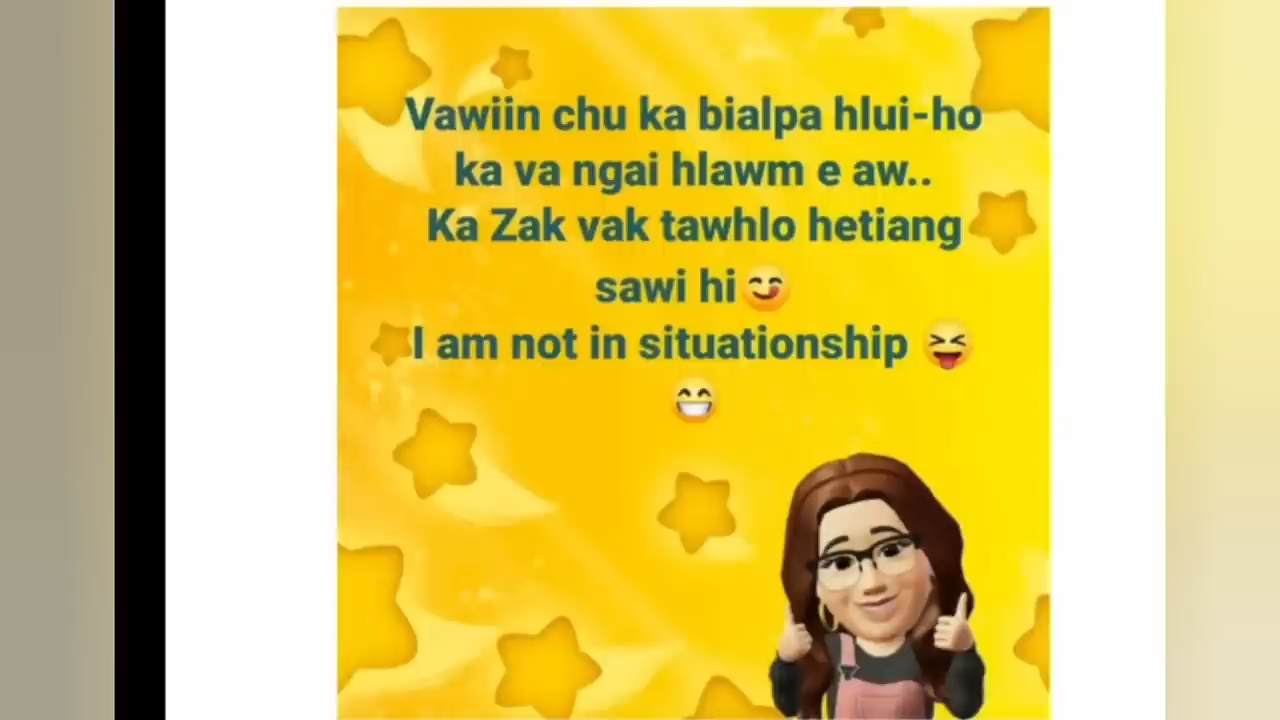 Vawiin chu ka bialpa hlui-ho
ka va ngai hlawm e aw..
Ka Zak vak tawhlo hetiang
sawi hi😋
I am not in situationship 😝
😁